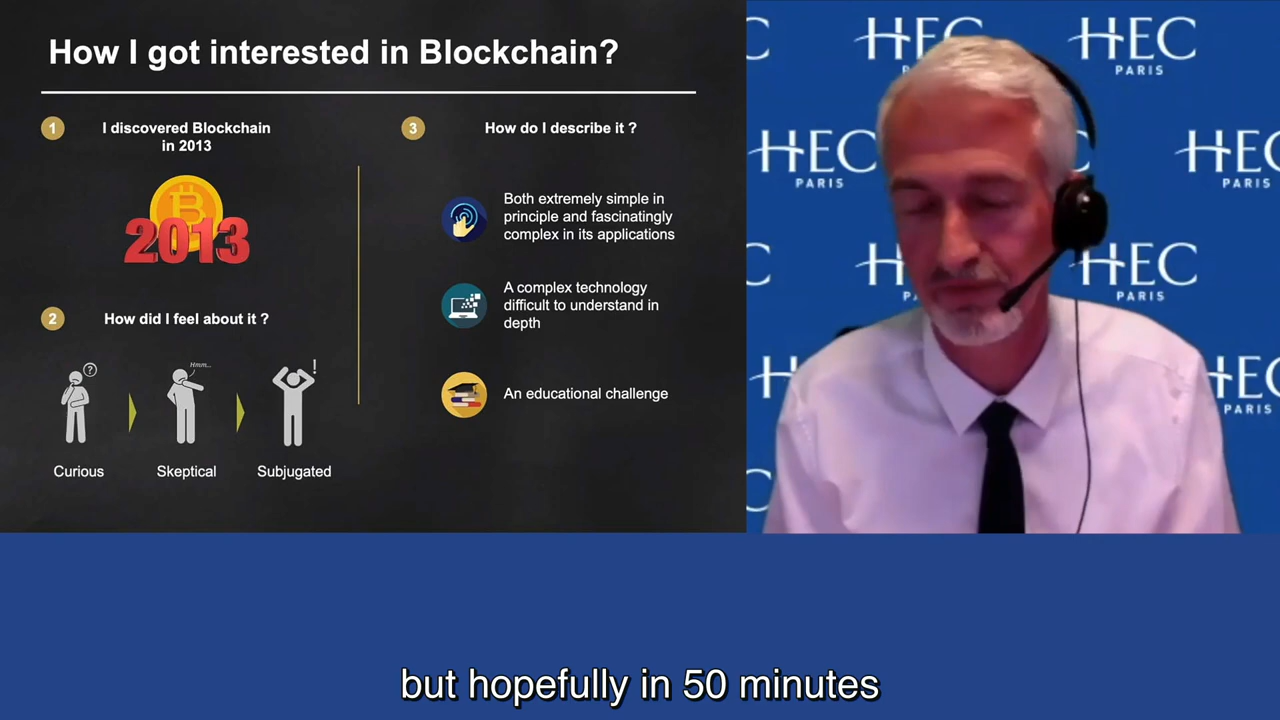 How I got interested in Blockchain?
1
I discovered Blockchain
in 2013
2013
2
How did I feel about it ?
?
Hmm...
!
Curious
Skeptical
Subjugated
3
How do I describe it ?
Both extremely simple in
principle and fascinatingly
complex in its applications
A complex technology
difficult to understand in
depth
An educational challenge
HEC
PARIS
HEC
PARIS
HEC
PARIS
HEC
PARIS
HEC
PARIS
but hopefully in 50 minutes